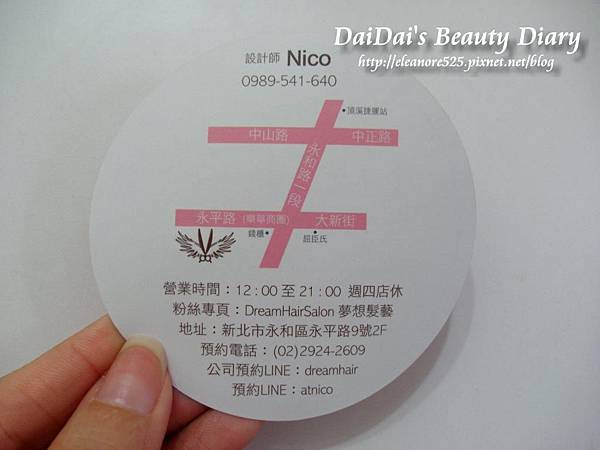 DaiDai's Beauty Diary
http://eleanore525.pixnet.net/blog
設計師 Nico
0989-541-640
頂溪捷運站
中山路 中正路
永和路一段
永平路 (樂華商圈) 大新街
錢櫃 屈臣氏
營業時間：12：00 至 21：00 週四店休
粉絲專頁：DreamHairSalon 夢想髮藝
地址：新北市永和區永平路9號2F
預約電話：(02)2924-2609
公司預約LINE：dreamhair
預約LINE：atnico